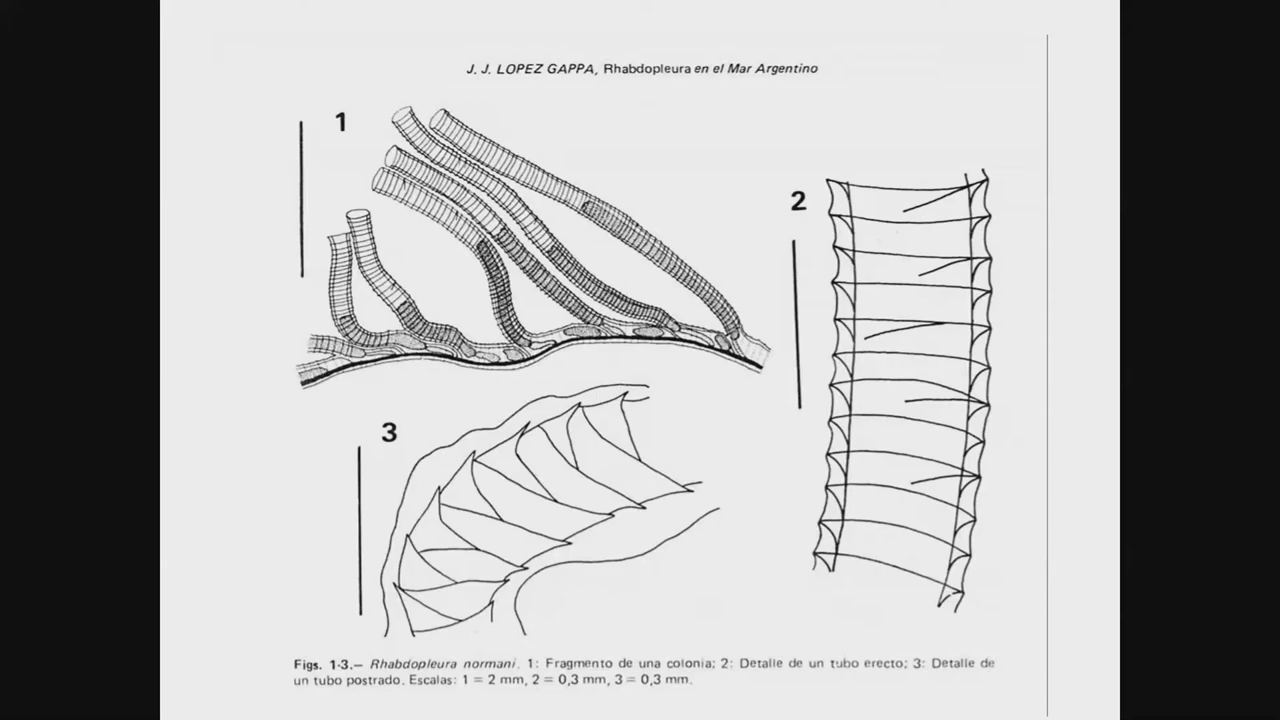 J. J. LOPEZ GAPPA, Rhabdopleura en el Mar Argentino
1
2
3
Figs. 1-3.— Rhabdopleura normani. 1: Fragmento de una colonia; 2: Detalle de un tubo erecto; 3: Detalle de
un tubo postrado. Escalas: 1 = 2 mm, 2 = 0,3 mm, 3 = 0,3 mm.